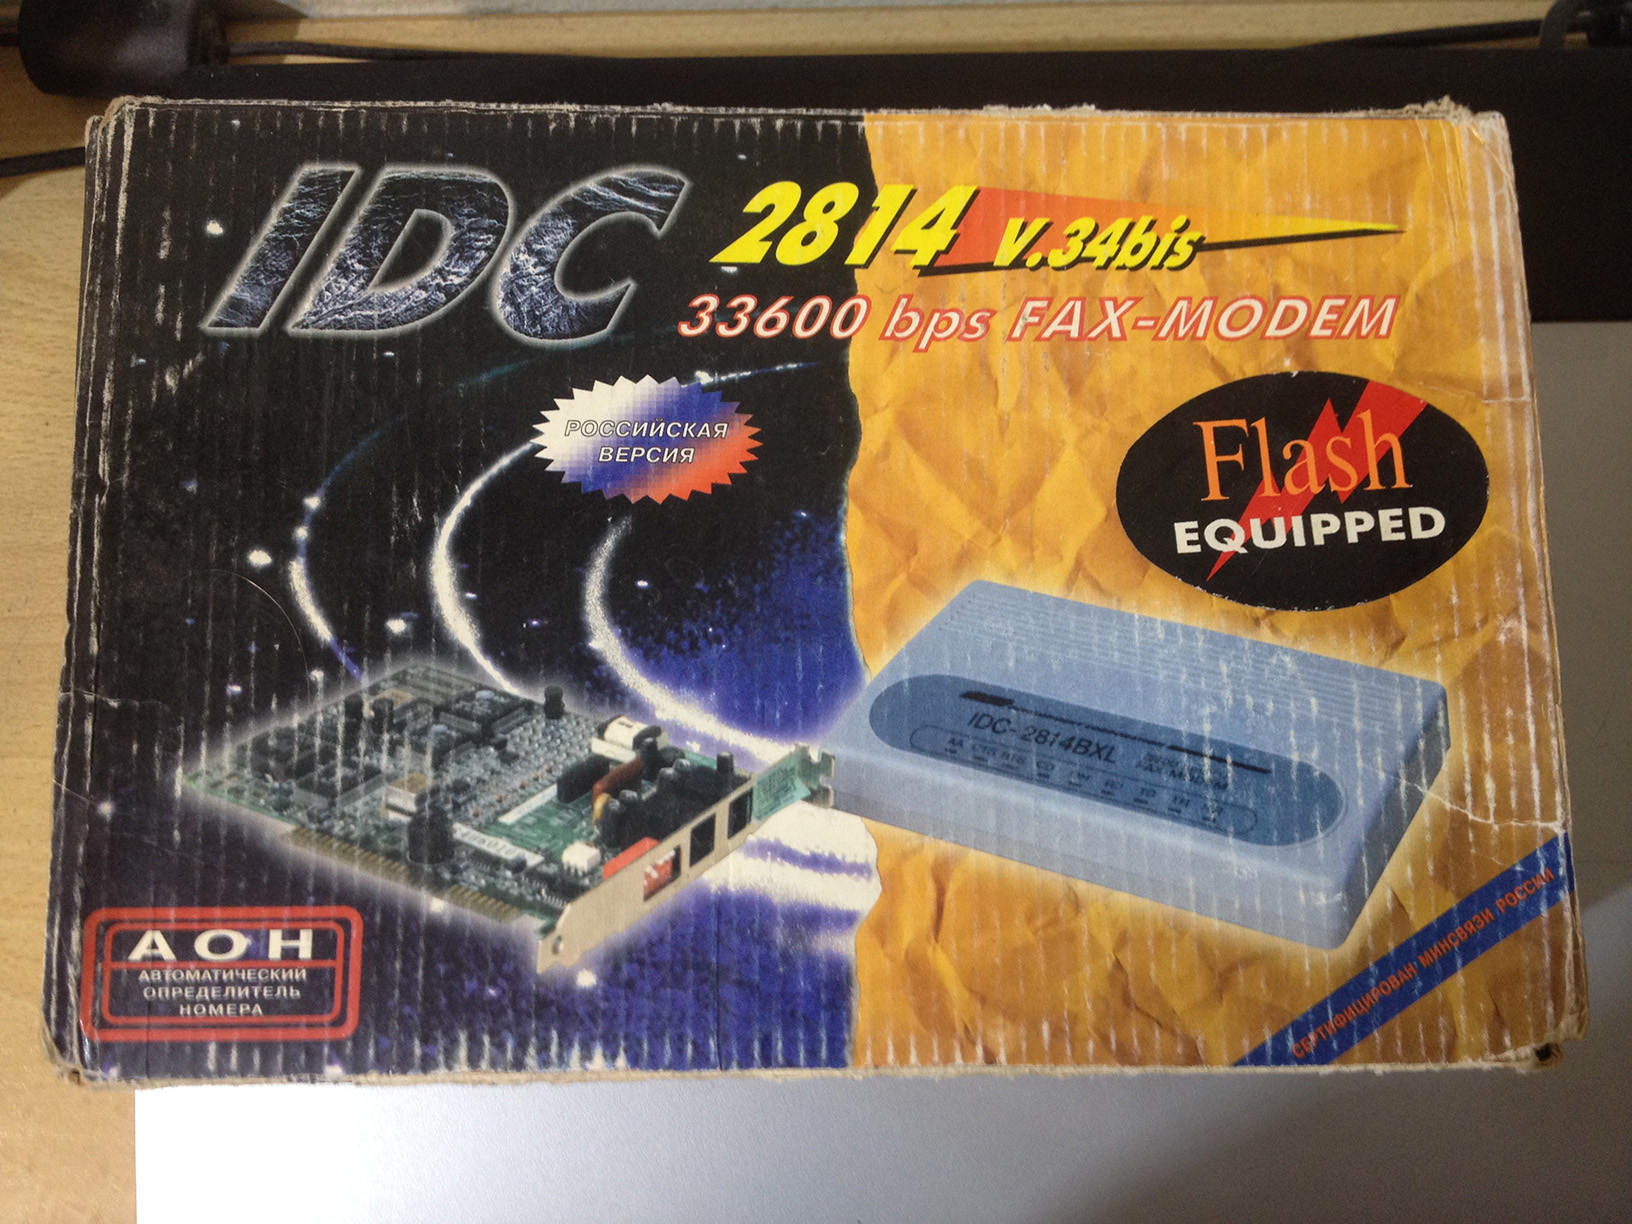 IDC
2814 v.34bis
33600 bps FAX-MODEM
РОССИЙСКАЯ
ВЕРСИЯ
Flash
EQUIPPED
IDC-2814BXL
АОН
АВТОМАТИЧЕСКИЙ
ОПРЕДЕЛИТЕЛЬ
НОМЕРА
СЕРТИФИЦИРОВАН МИНСВЯЗИ РОССИИ